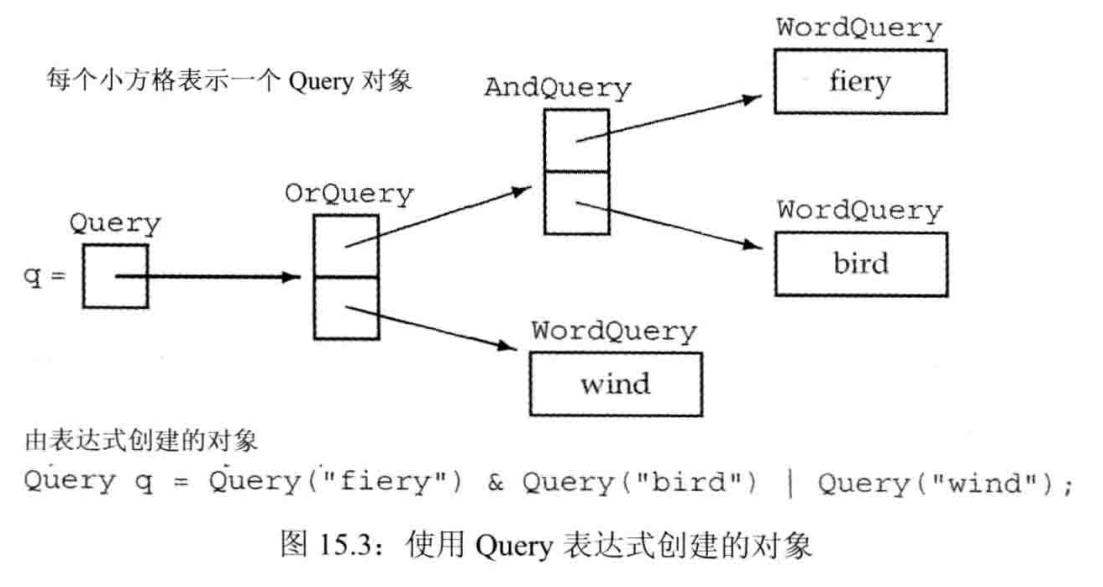 WordQuery
每个小方格表示一个 Query 对象
fiery
AndQuery
OrQuery
WordQuery
Query
bird
q =
WordQuery
wind
由表达式创建的对象
Query q = Query("fiery") & Query("bird") | Query("wind");
图 15.3：使用 Query 表达式创建的对象